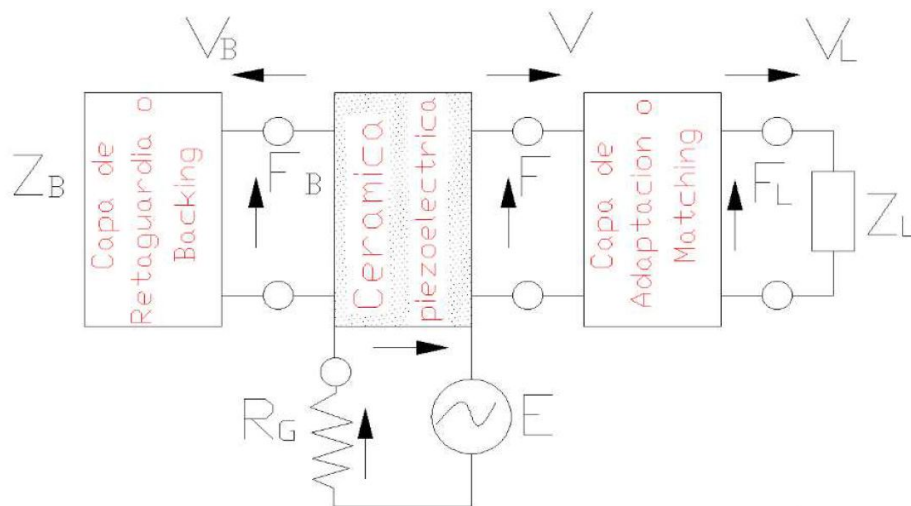 V_B
V
V_L
Z_B
Capa de
Retaguardia o
Backing
F_B
Ceramica
piezoelectrica
F
Capa de
Adaptacion o
Matching
F_L
Z_L
R_G
E